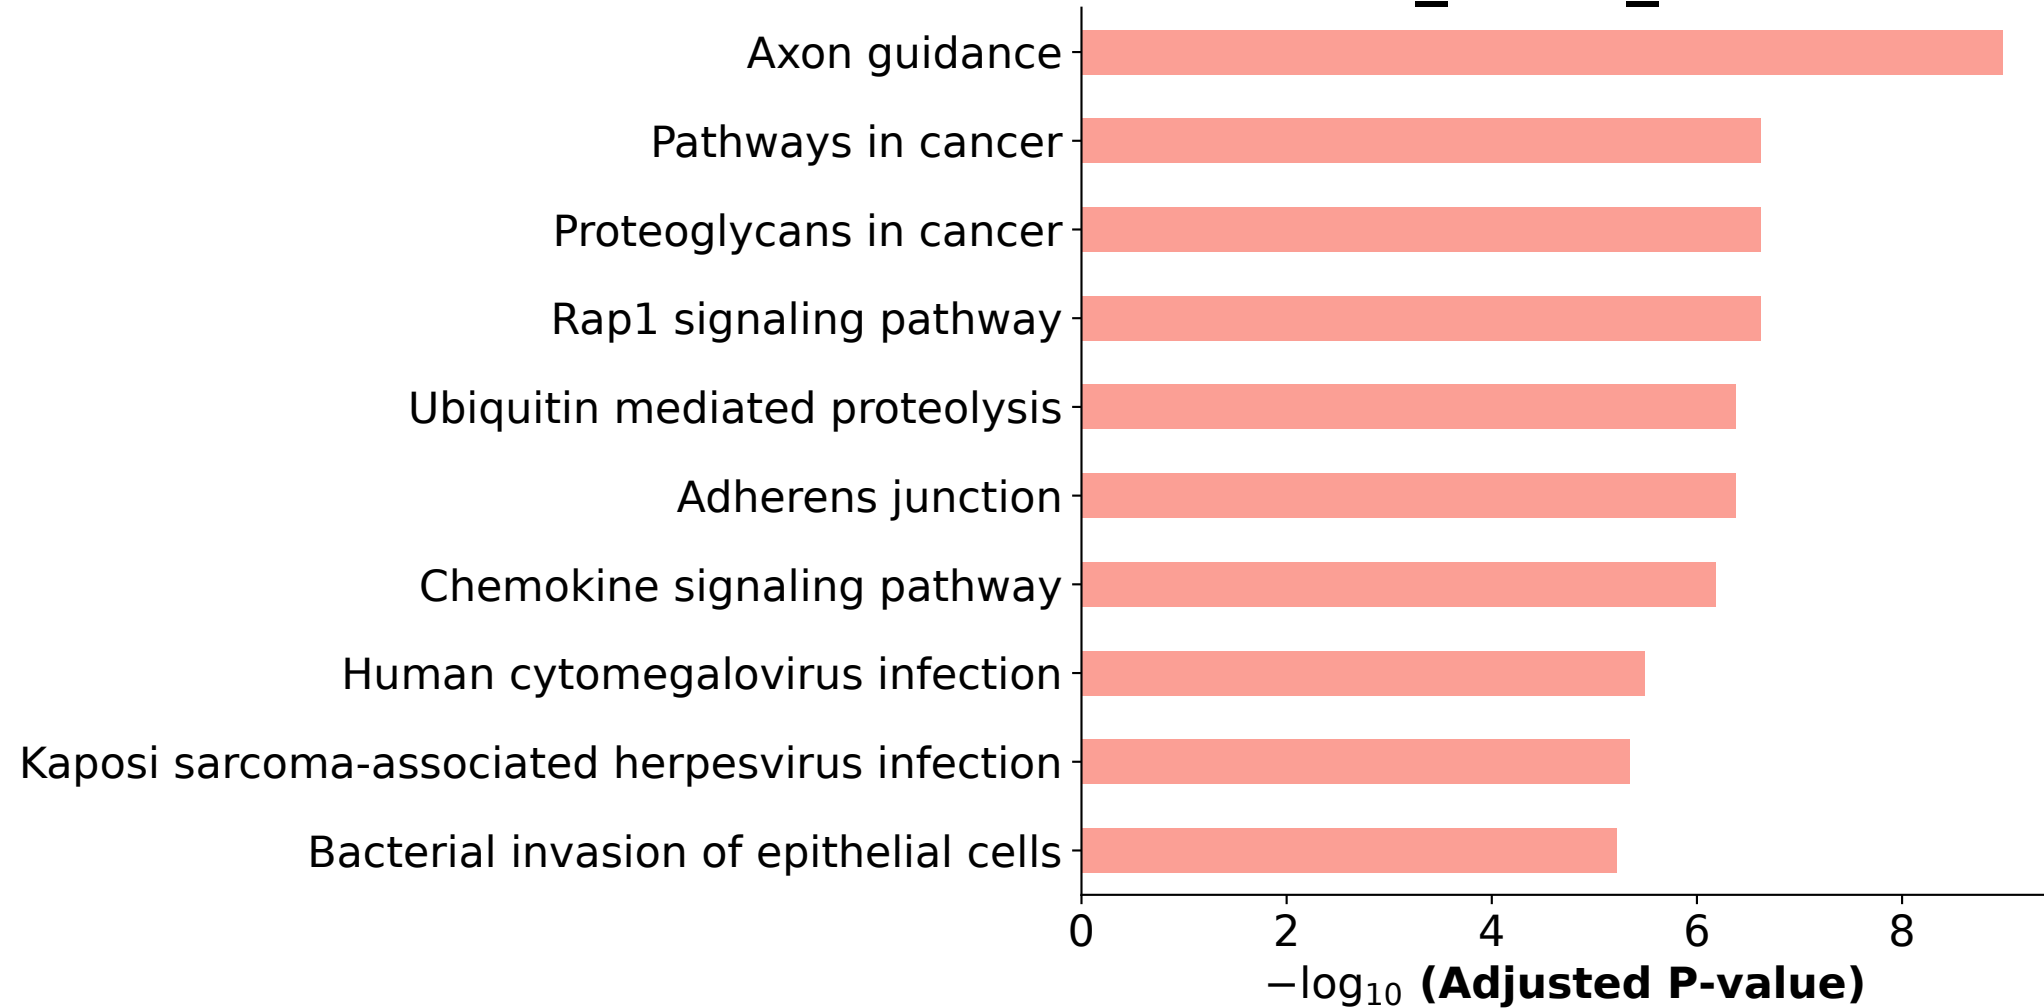 Axon guidance
Pathways in cancer
Proteoglycans in cancer
Rap1 signaling pathway
Ubiquitin mediated proteolysis
Adherens junction
Chemokine signaling pathway
Human cytomegalovirus infection
Kaposi sarcoma-associated herpesvirus infection
Bacterial invasion of epithelial cells
0 2 4 6 8
−log₁₀ (Adjusted P-value)